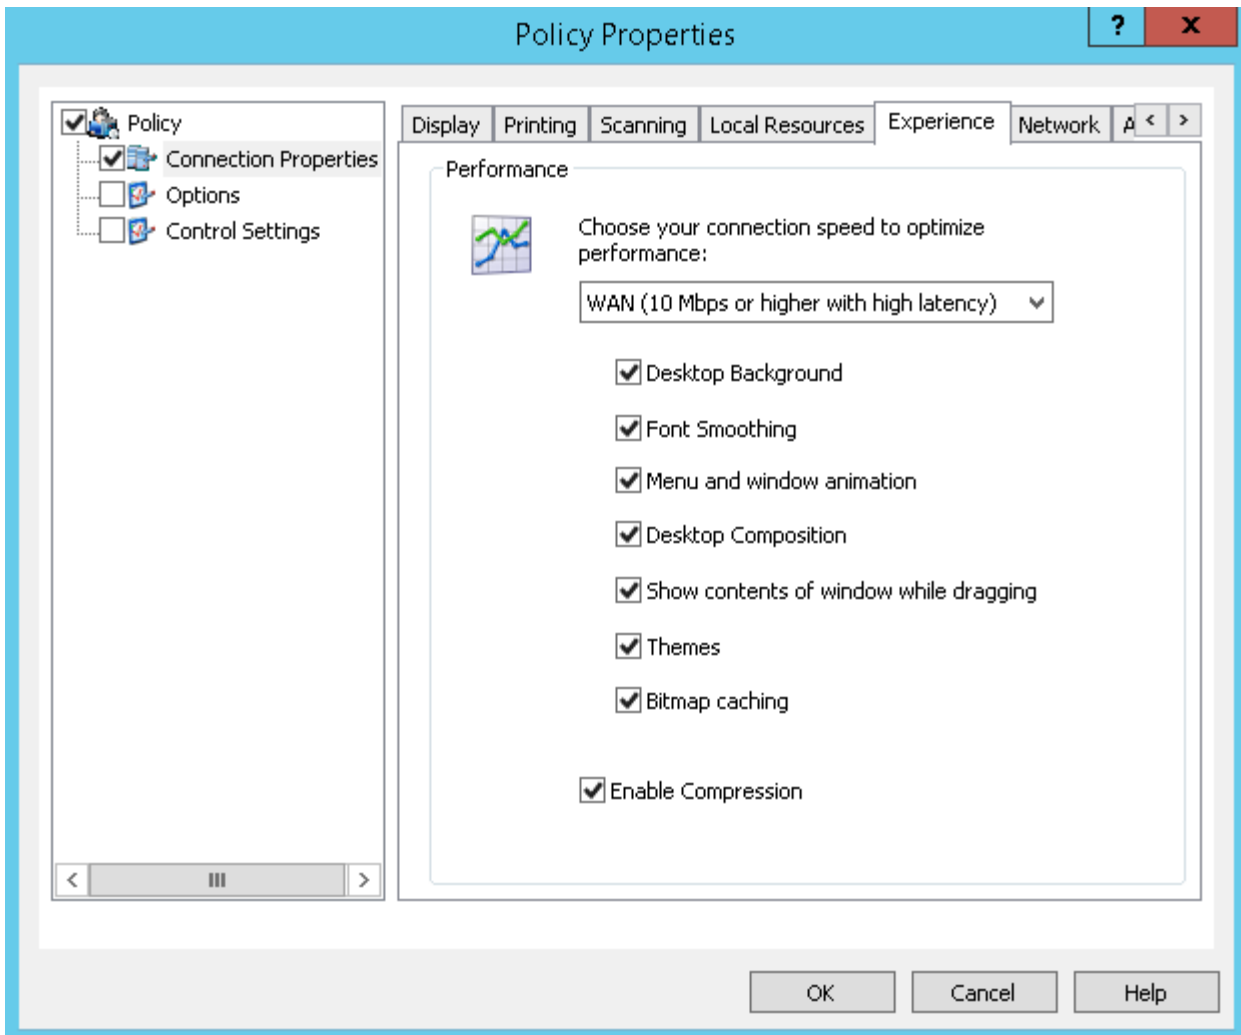 Policy Properties
?
x
Policy
Connection Properties
Options
Control Settings
Display
Printing
Scanning
Local Resources
Experience
Network
A
<
>
Performance
Choose your connection speed to optimize
performance:
WAN (10 Mbps or higher with high latency)
Desktop Background
Font Smoothing
Menu and window animation
Desktop Composition
Show contents of window while dragging
Themes
Bitmap caching
Enable Compression
OK
Cancel
Help